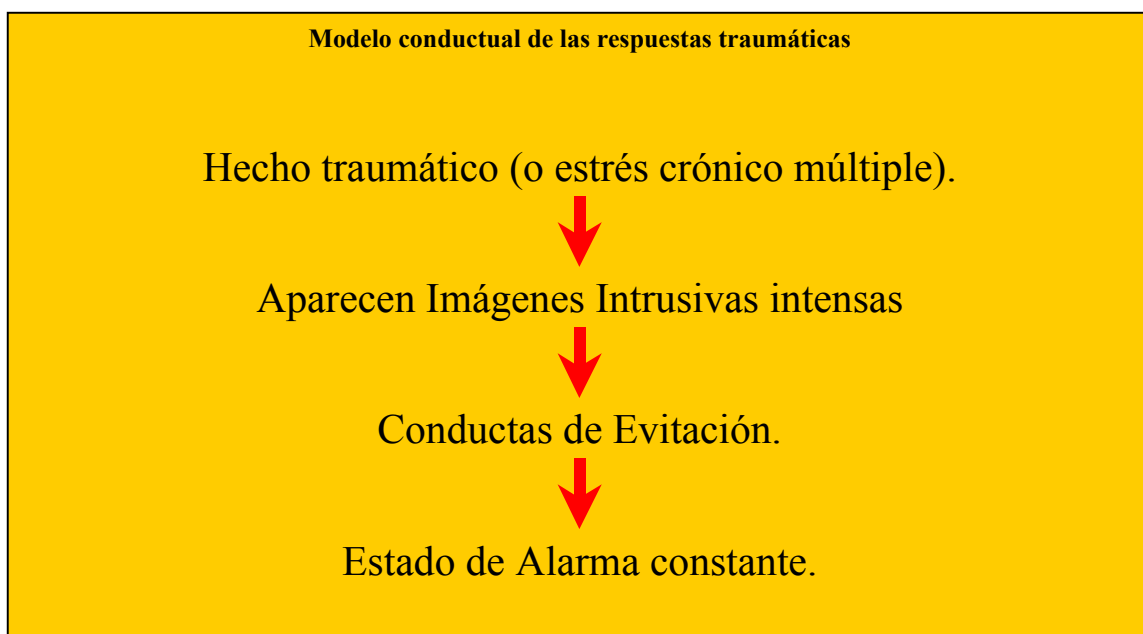 Modelo conductual de las respuestas traumáticas
Hecho traumático (o estrés crónico múltiple).
Aparecen Imágenes Intrusivas intensas
Conductas de Evitación.
Estado de Alarma constante.